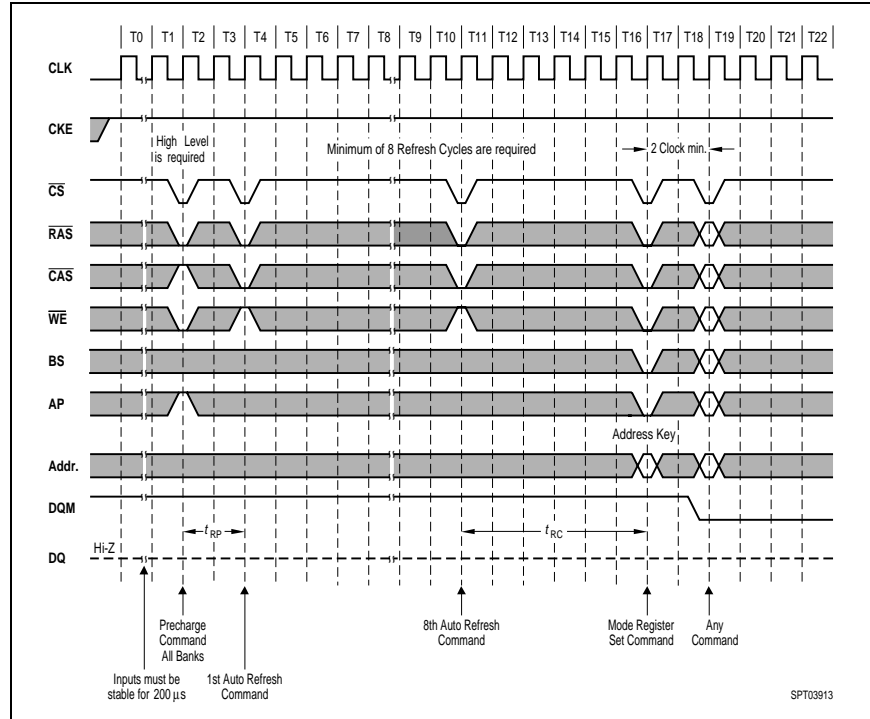 T0 T1 T2 T3 T4 T5 T6 T7 T8 T9 T10 T11 T12 T13 T14 T15 T16 T17 T18 T19 T20 T21 T22
CLK
CKE
High Level
is required
Minimum of 8 Refresh Cycles are required
2 Clock min.
CS
RAS
CAS
WE
BS
AP
Address Key
Addr.
DQM
tRP
tRC
Hi-Z
DQ
Precharge
Command
All Banks
8th Auto Refresh
Command
Mode Register
Set Command
Any
Command
Inputs must be
stable for 200 µs
1st Auto Refresh
Command
SPT03913